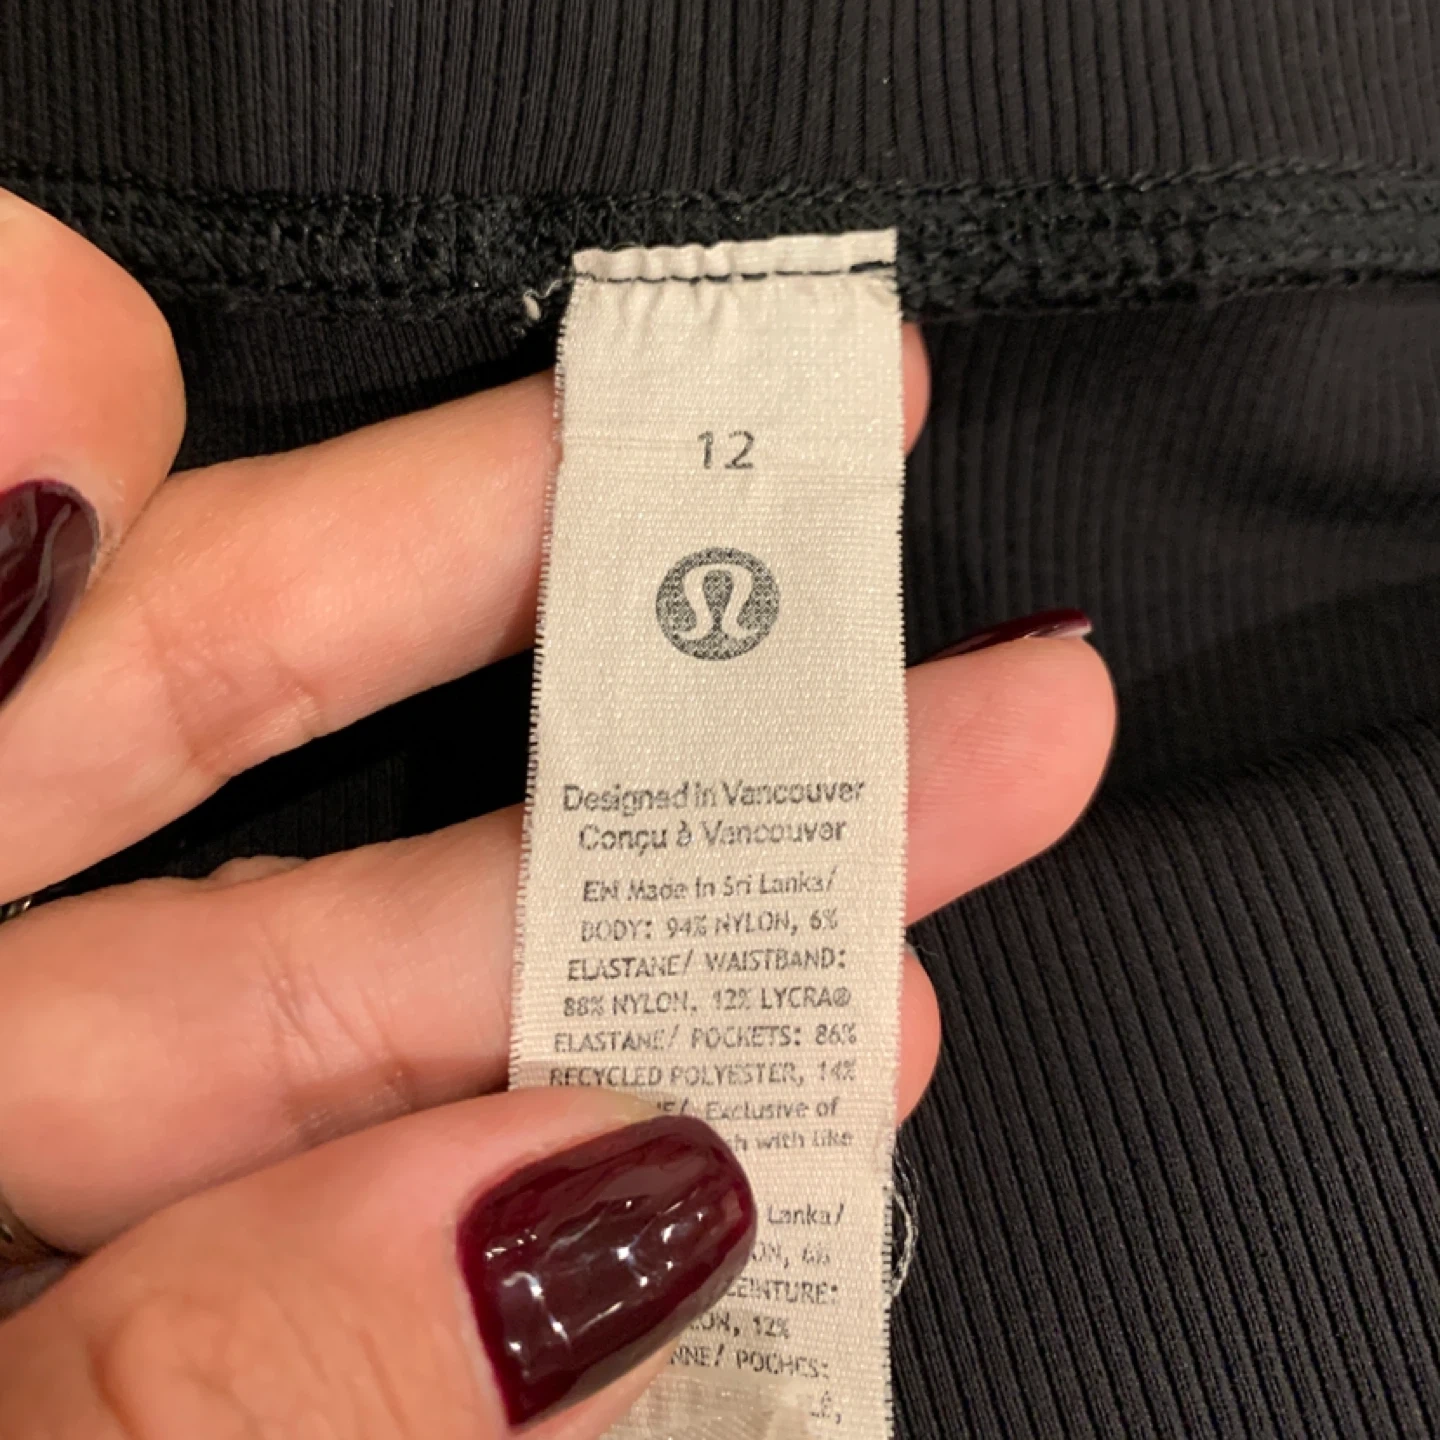 12
Designed in Vancouver
Conçu à Vancouver
EN Made in Sri Lanka/
BODY: 94% NYLON, 6%
ELASTANE/ WAISTBAND:
88% NYLON, 12% LYCRA®
ELASTANE/ POCKETS: 86%
RECYCLED POLYESTER, 14%
Exclusive of
with like
Lanka/
12%
POCHES: